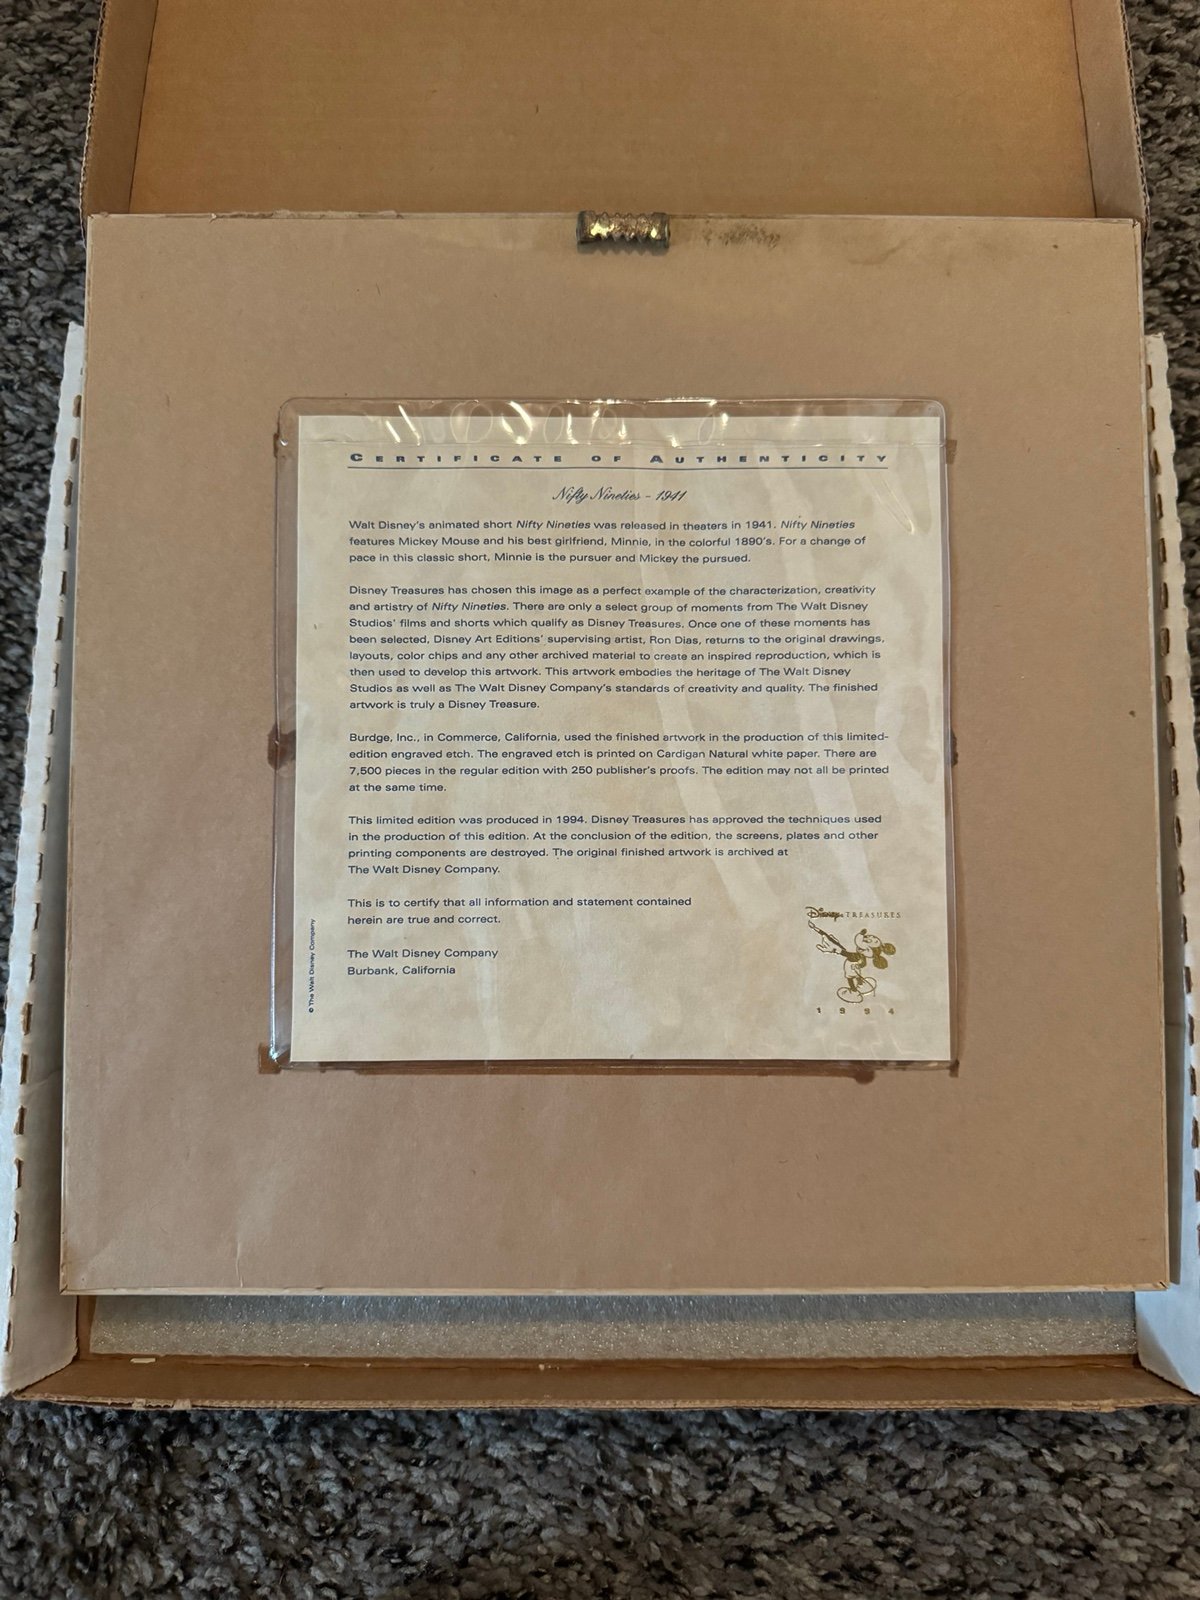 CERTIFICATE OF AUTHENTICITY
Nifty Nineties - 1941
Walt Disney's animated short Nifty Nineties was released in theaters in 1941. Nifty Nineties
features Mickey Mouse and his best girlfriend, Minnie, in the colorful 1890's. For a change of
pace in this classic short, Minnie is the pursuer and Mickey the pursued.
Disney Treasures has chosen this image as a perfect example of the characterization, creativity
and artistry of Nifty Nineties. There are only a select group of moments from The Walt Disney
Studios' films and shorts which qualify as Disney Treasures. Once one of these moments has
been selected, Disney Art Editions' supervising artist, Ron Dias, returns to the original drawings,
layouts, color chips and any other archived material to create an inspired reproduction, which is
then used to develop this artwork. This artwork embodies the heritage of The Walt Disney
Studios as well as The Walt Disney Company's standards of creativity and quality. The finished
artwork is truly a Disney Treasure.
Burdge, Inc., in Commerce, California, used the finished artwork in the production of this limited-
edition engraved etch. The engraved etch is printed on Cardigan Natural white paper. There are
7,500 pieces in the regular edition with 250 publisher's proofs. The edition may not all be printed
at the same time.
This limited edition was produced in 1994. Disney Treasures has approved the techniques used
in the production of this edition. At the conclusion of the edition, the screens, plates and other
printing components are destroyed. The original finished artwork is archived at
The Walt Disney Company.
This is to certify that all information and statement contained
herein are true and correct.
The Walt Disney Company
Burbank, California
© The Walt Disney Company
Disney TREASURES
1994